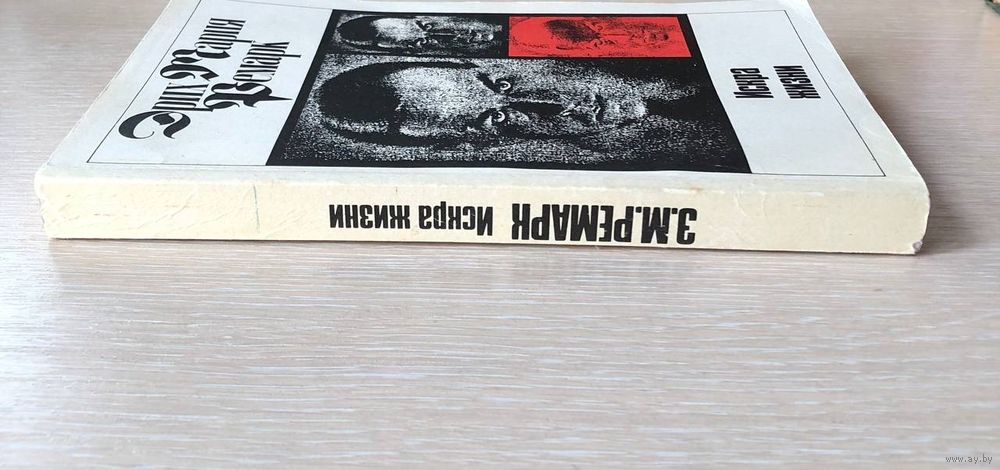 Эрих Мария
Ремарк
Искра
жизни
Э.М.РЕМАРК Искра жизни
www.ay.by